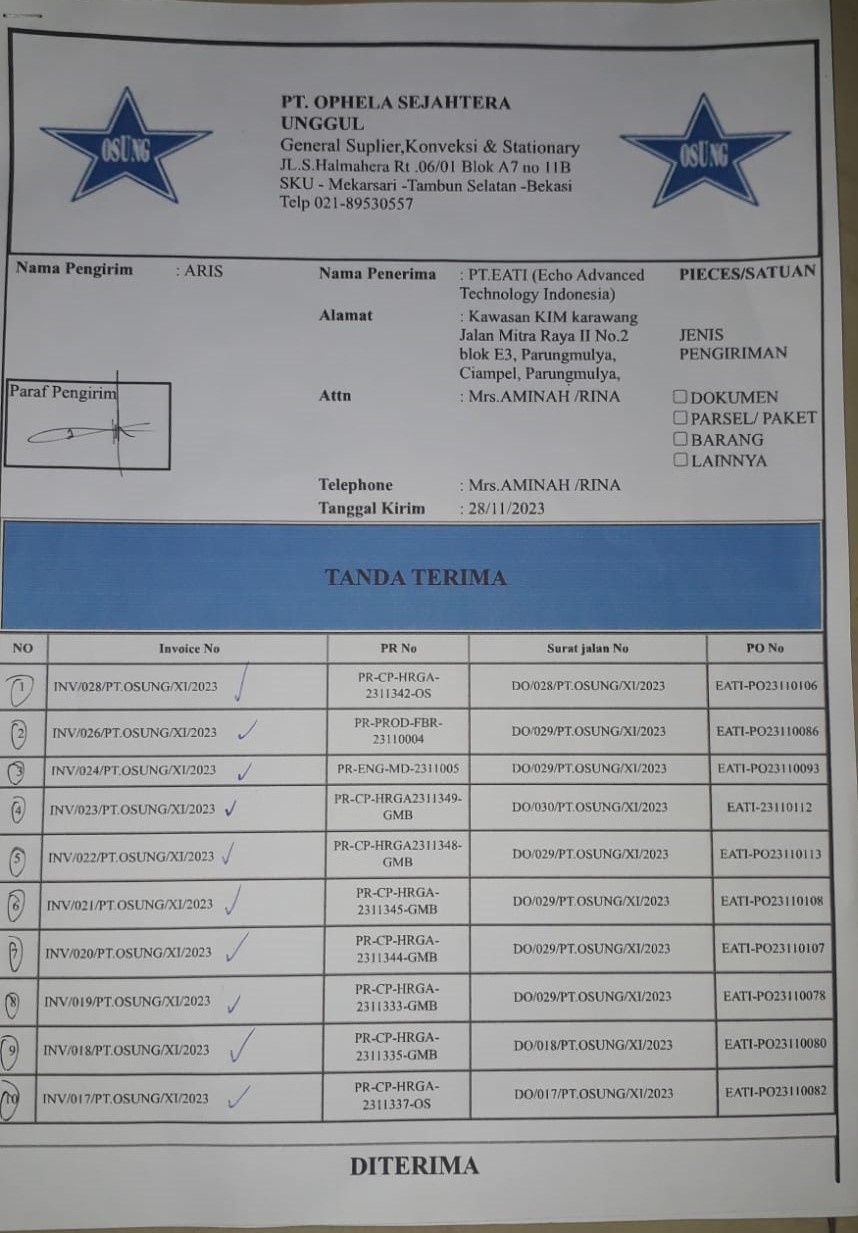 OSUNG
PT. OPHELA SEJAHTERA
UNGGUL
General Suplier,Konveksi & Stationary
JL.S.Halmahera Rt .06/01 Blok A7 no 11B
SKU - Mekarsari -Tambun Selatan -Bekasi
Telp 021-89530557
OSUNG
Nama Pengirim : ARIS
Paraf Pengirim
Nama Penerima : PT.EATI (Echo Advanced
Technology Indonesia)
Alamat : Kawasan KIM karawang
Jalan Mitra Raya II No.2
blok E3, Parungmulya,
Ciampel, Parungmulya,
Attn : Mrs.AMINAH /RINA
Telephone : Mrs.AMINAH /RINA
Tanggal Kirim : 28/11/2023
PIECES/SATUAN
JENIS
PENGIRIMAN
DOKUMEN
PARSEL/ PAKET
BARANG
LAINNYA
TANDA TERIMA
NO Invoice No PR No Surat jalan No PO No
1 INV/028/PT.OSUNG/XI/2023 PR-CP-HRGA-
2311342-OS DO/028/PT.OSUNG/XI/2023 EATI-PO23110106
2 INV/026/PT.OSUNG/XI/2023 PR-PROD-FBR-
23110004 DO/029/PT.OSUNG/XI/2023 EATI-PO23110086
3 INV/024/PT.OSUNG/XI/2023 PR-ENG-MD-2311005 DO/029/PT.OSUNG/XI/2023 EATI-PO23110093
4 INV/023/PT.OSUNG/XI/2023 PR-CP-HRGA2311349-
GMB DO/030/PT.OSUNG/XI/2023 EATI-23110112
5 INV/022/PT.OSUNG/XI/2023 PR-CP-HRGA2311348-
GMB DO/029/PT.OSUNG/XI/2023 EATI-PO23110113
6 INV/021/PT.OSUNG/XI/2023 PR-CP-HRGA-
2311345-GMB DO/029/PT.OSUNG/XI/2023 EATI-PO23110108
7 INV/020/PT.OSUNG/XI/2023 PR-CP-HRGA-
2311344-GMB DO/029/PT.OSUNG/XI/2023 EATI-PO23110107
8 INV/019/PT.OSUNG/XI/2023 PR-CP-HRGA-
2311333-GMB DO/029/PT.OSUNG/XI/2023 EATI-PO23110078
9 INV/018/PT.OSUNG/XI/2023 PR-CP-HRGA-
2311335-GMB DO/018/PT.OSUNG/XI/2023 EATI-PO23110080
10 INV/017/PT.OSUNG/XI/2023 PR-CP-HRGA-
2311337-OS DO/017/PT.OSUNG/XI/2023 EATI-PO23110082
DITERIMA